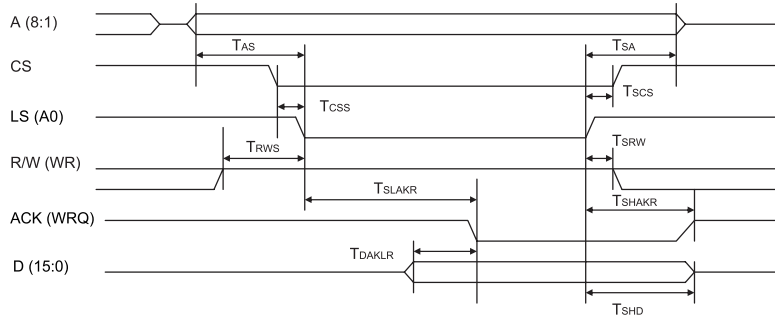 A (8:1)
TAS
TSA
CS
TCSS
TSCS
LS (A0)
TRWS
TSRW
R/W (WR)
TSLAKR
TSHAKR
ACK (WRQ)
TDAKLR
D (15:0)
TSHD